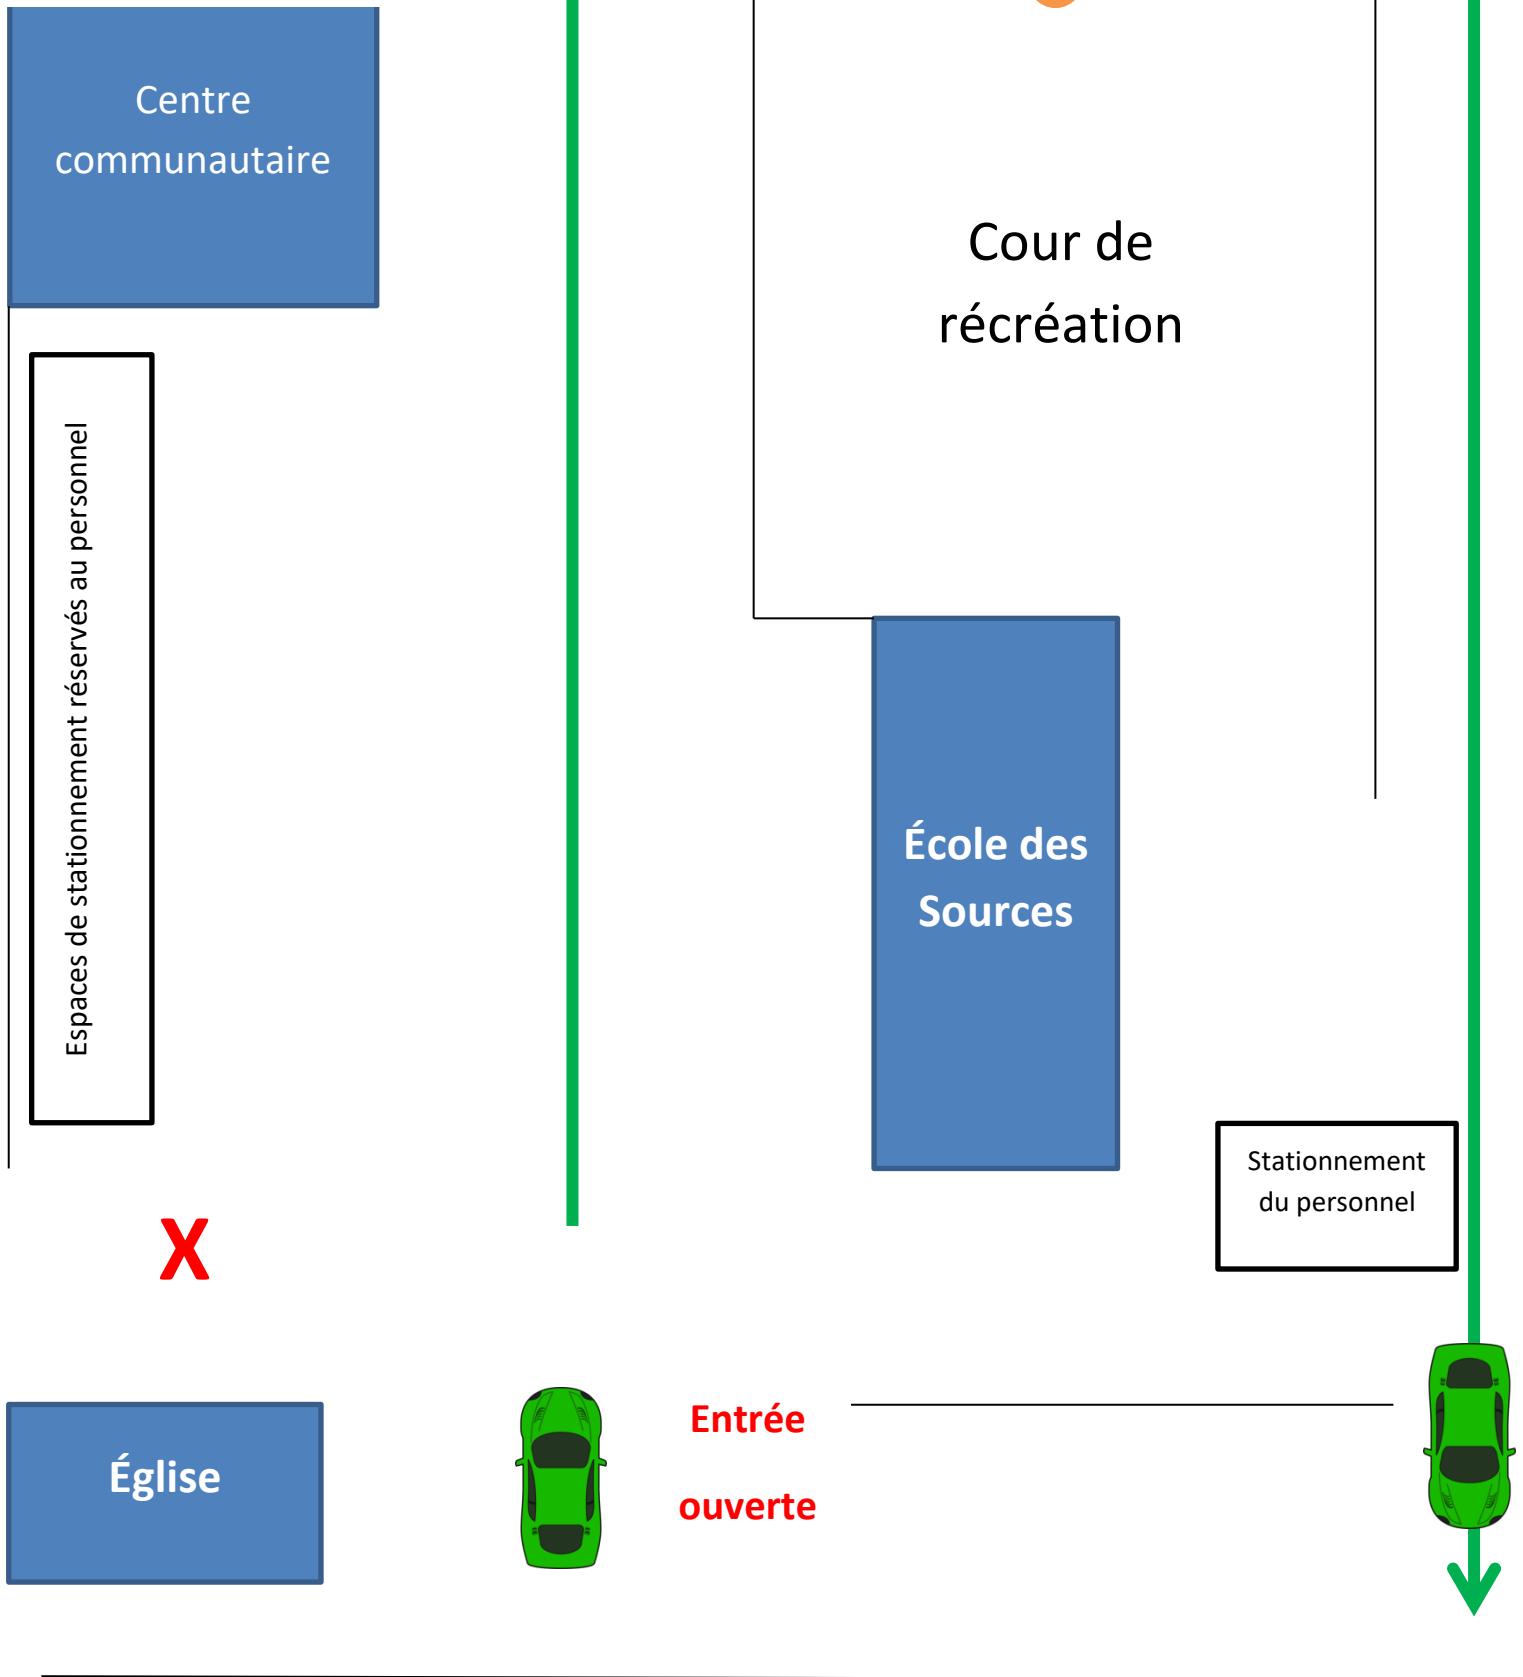 Centre
communautaire
Cour de
récréation
Espaces de stationnement réservés au personnel
École des
Sources
Stationnement
du personnel
X
Entrée
ouverte
Église